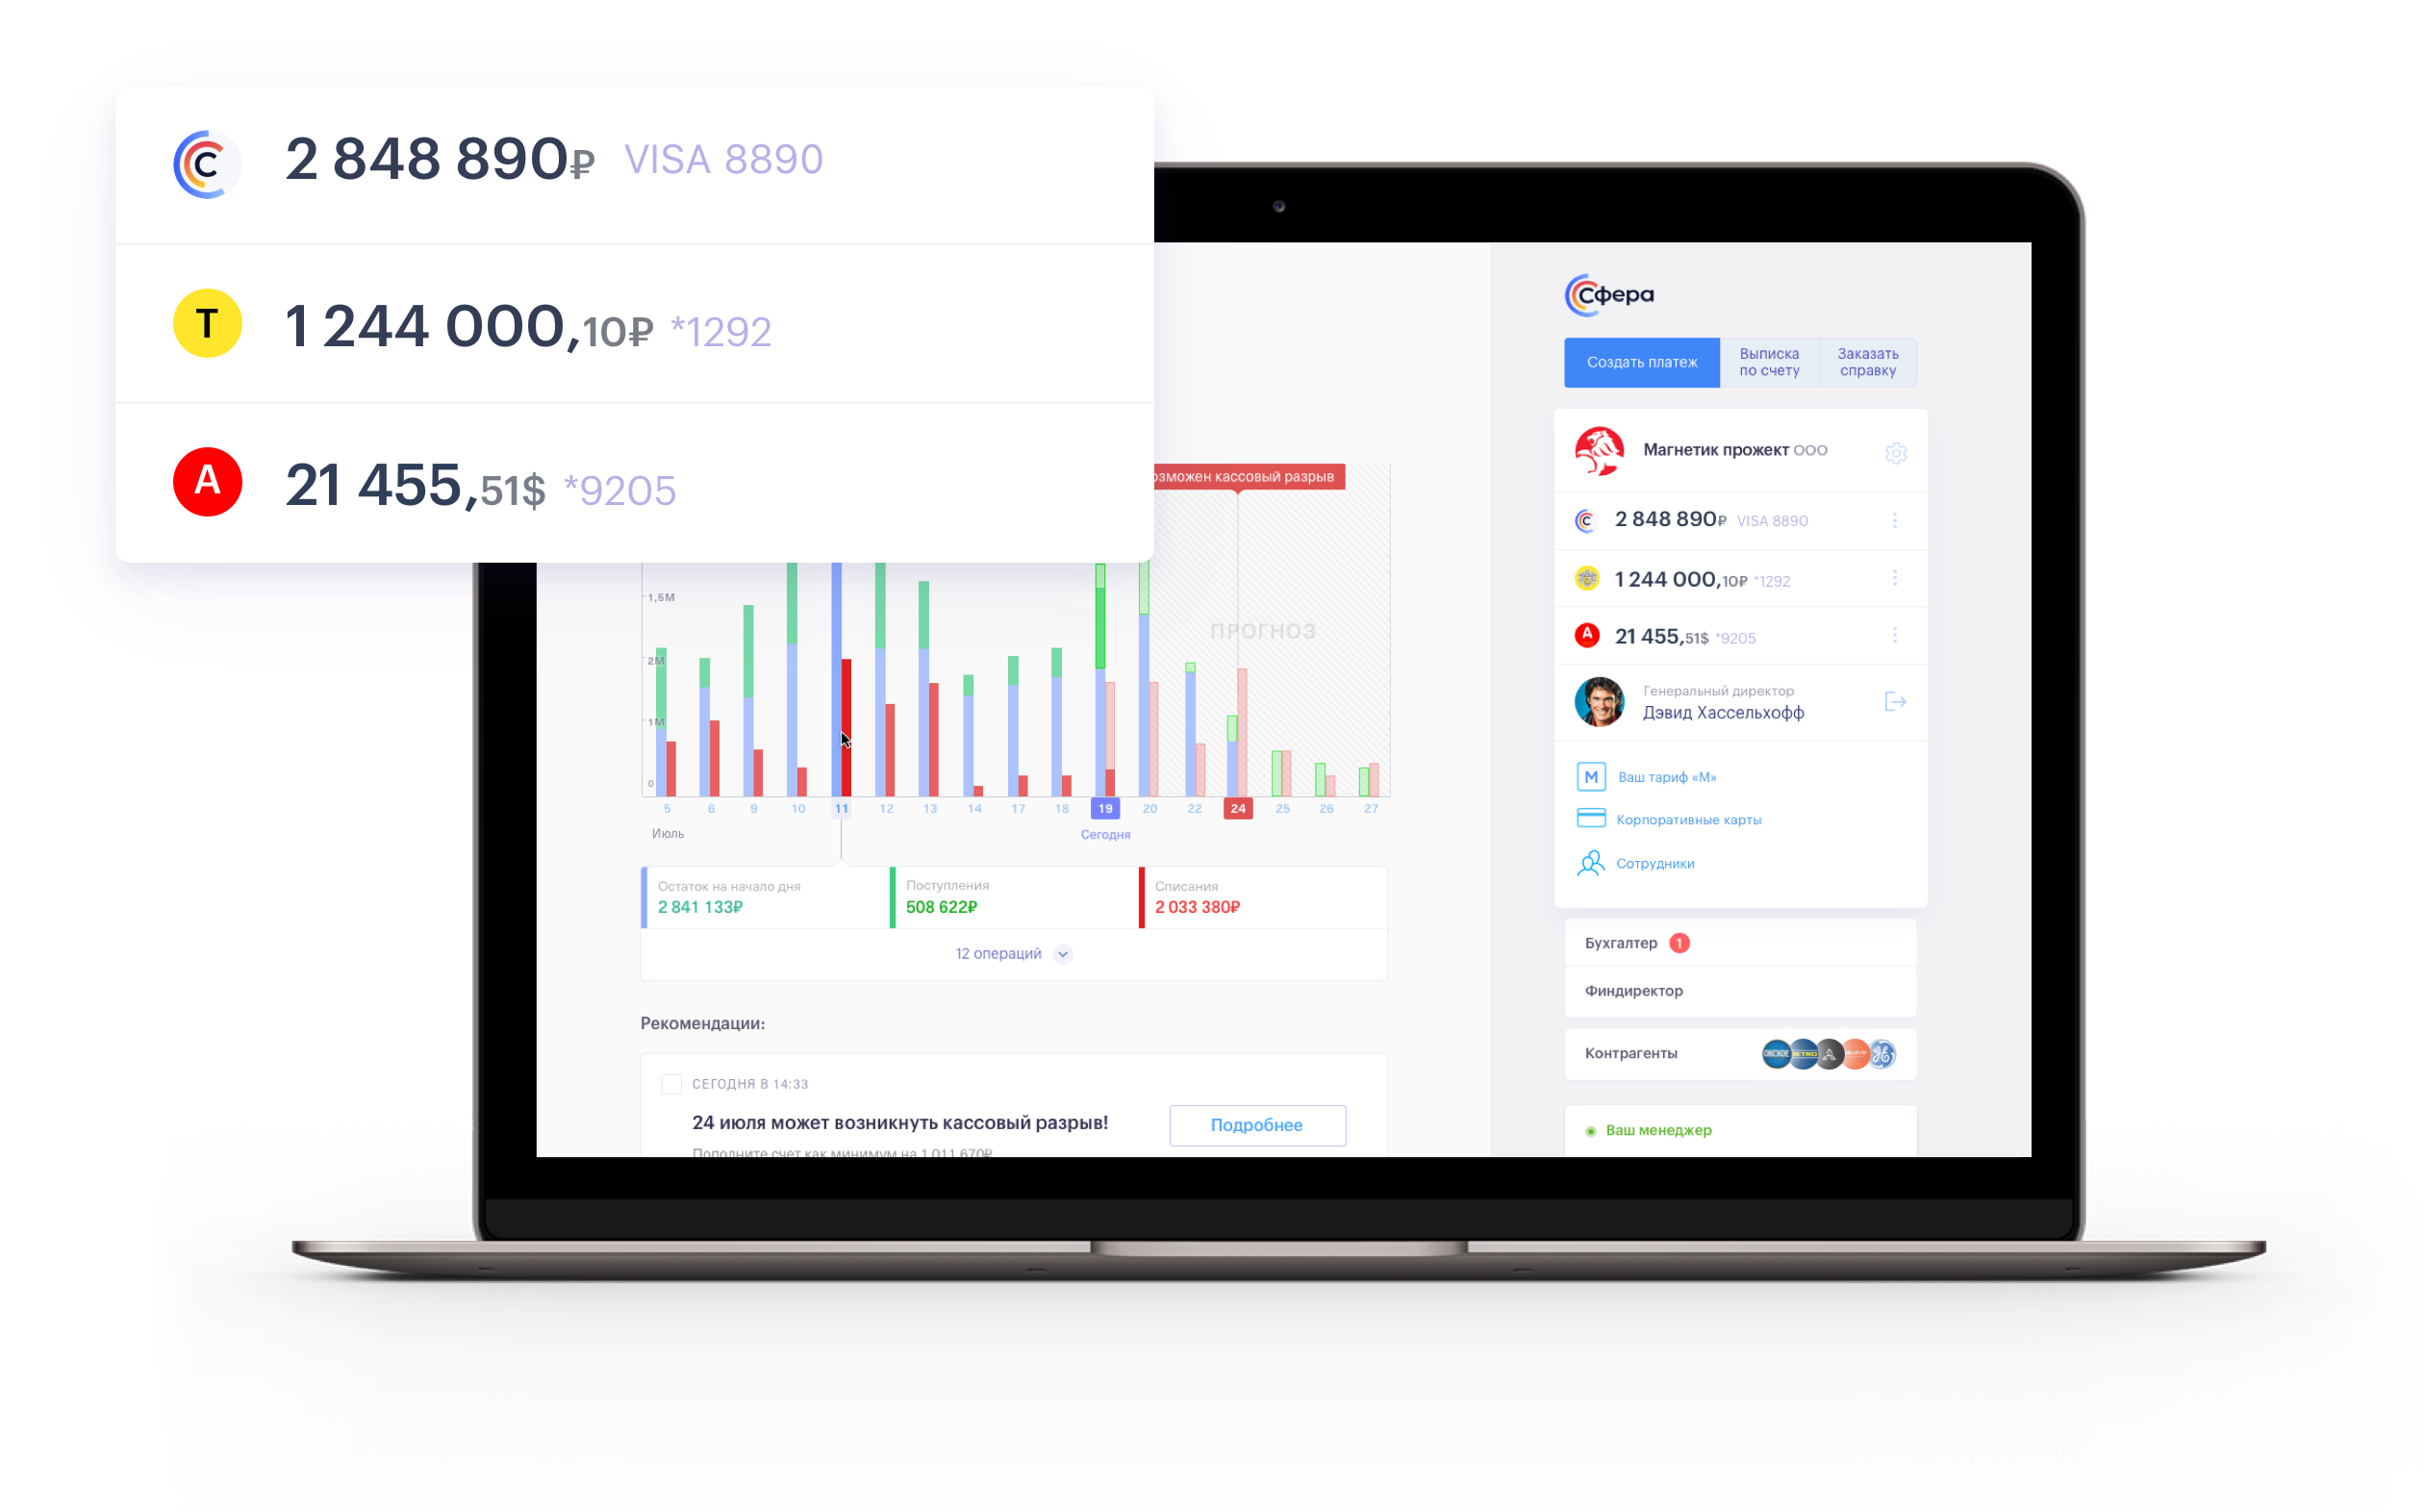 2 848 890₽ VISA 8890
Т
1 244 000,10₽ *1292
А
21 455,51$ *9205
Сфера
Создать платеж
Выписка
по счету
Заказать
справку
Магнетик прожект ООО
2 848 890₽ VISA 8890
1 244 000,10₽ *1292
А
21 455,51$ *9205
Генеральный директор
Дэвид Хассельхофф
М Ваш тариф «М»
Корпоративные карты
Сотрудники
Бухгалтер 1
Финдиректор
Контрагенты
Ваш менеджер
озможен кассовый разрыв
ПРОГНОЗ
1,5М
2М
1М
0
5 6 9 10 11 12 13 14 17 18 19 20 22 24 25 26 27
Июль
Сегодня
Остаток на начало дня
2 841 133₽
Поступления
508 622₽
Списания
2 033 380₽
12 операций
Рекомендации:
СЕГОДНЯ В 14:33
24 июля может возникнуть кассовый разрыв!
Подробнее
Пополните счет как минимум на 1 011 670₽